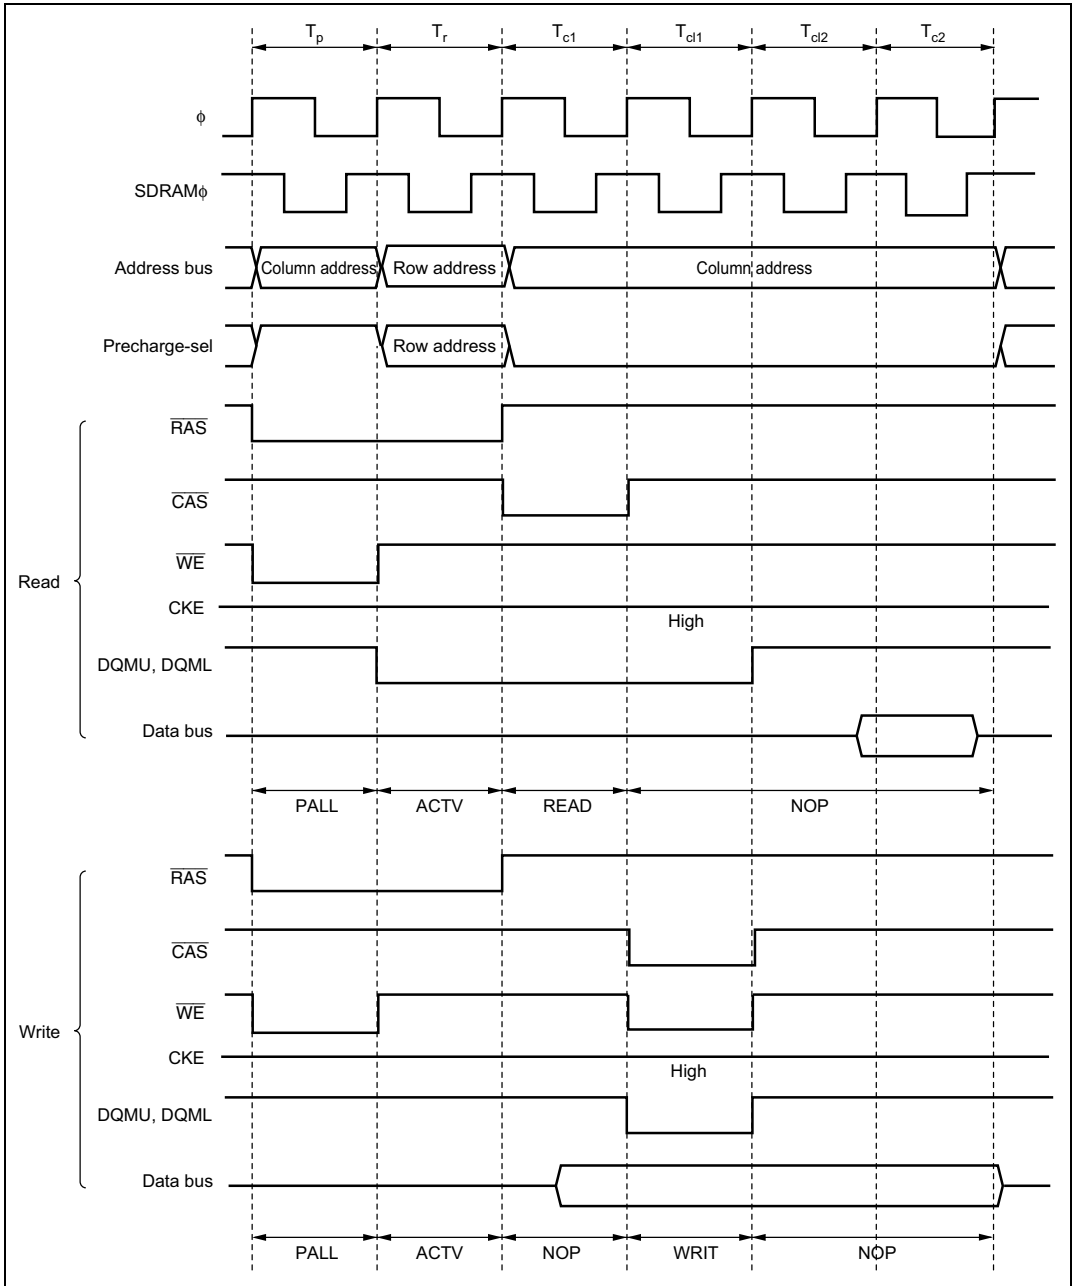 Tp Tr Tc1 Tcl1 Tcl2 Tc2
ϕ
SDRAMϕ
Address bus Column address Row address Column address
Precharge-sel Row address
Read
RAS
CAS
WE
CKE High
DQMU, DQML
Data bus
PALL ACTV READ NOP
Write
RAS
CAS
WE
CKE High
DQMU, DQML
Data bus
PALL ACTV NOP WRIT NOP